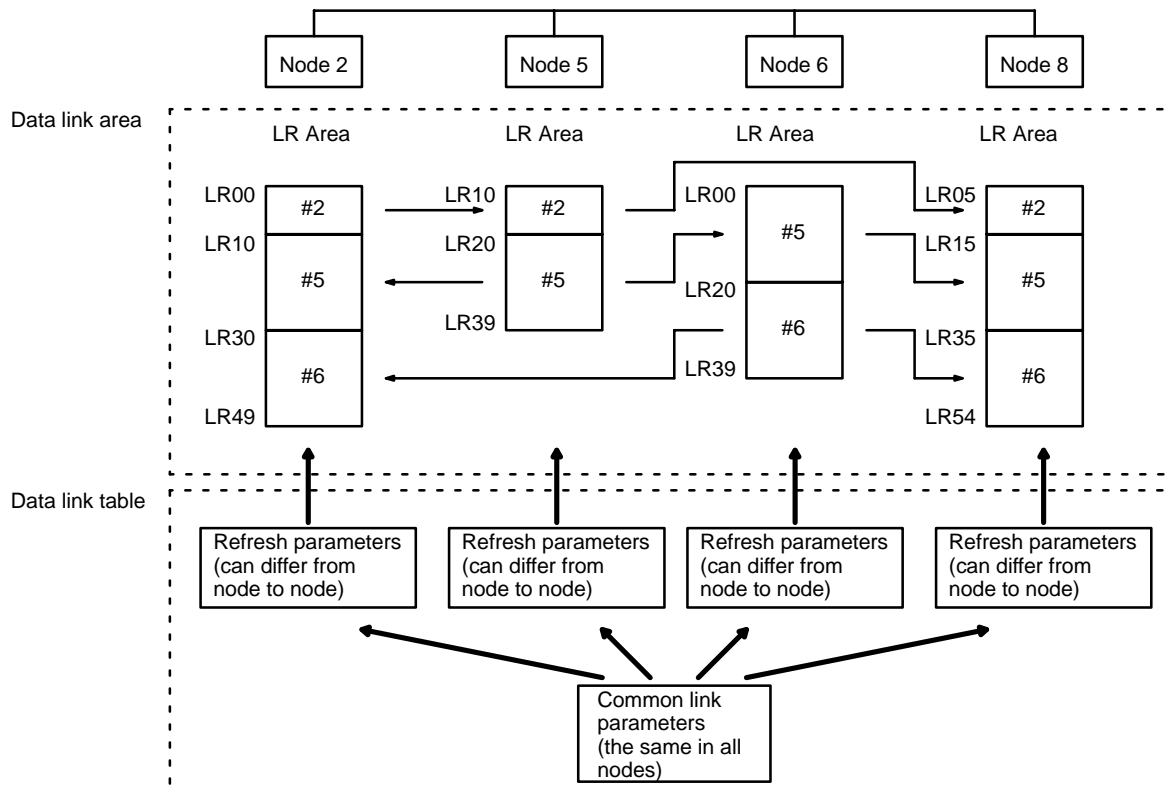 Node 2
Node 5
Node 6
Node 8
Data link area
LR Area
LR Area
LR Area
LR Area
LR00
#2
LR10
#5
LR30
#6
LR49
LR10
#2
LR20
#5
LR39
LR00
#5
LR20
#6
LR39
LR05
#2
LR15
#5
LR35
#6
LR54
Data link table
Refresh parameters
(can differ from
node to node)
Refresh parameters
(can differ from
node to node)
Refresh parameters
(can differ from
node to node)
Refresh parameters
(can differ from
node to node)
Common link
parameters
(the same in all
nodes)